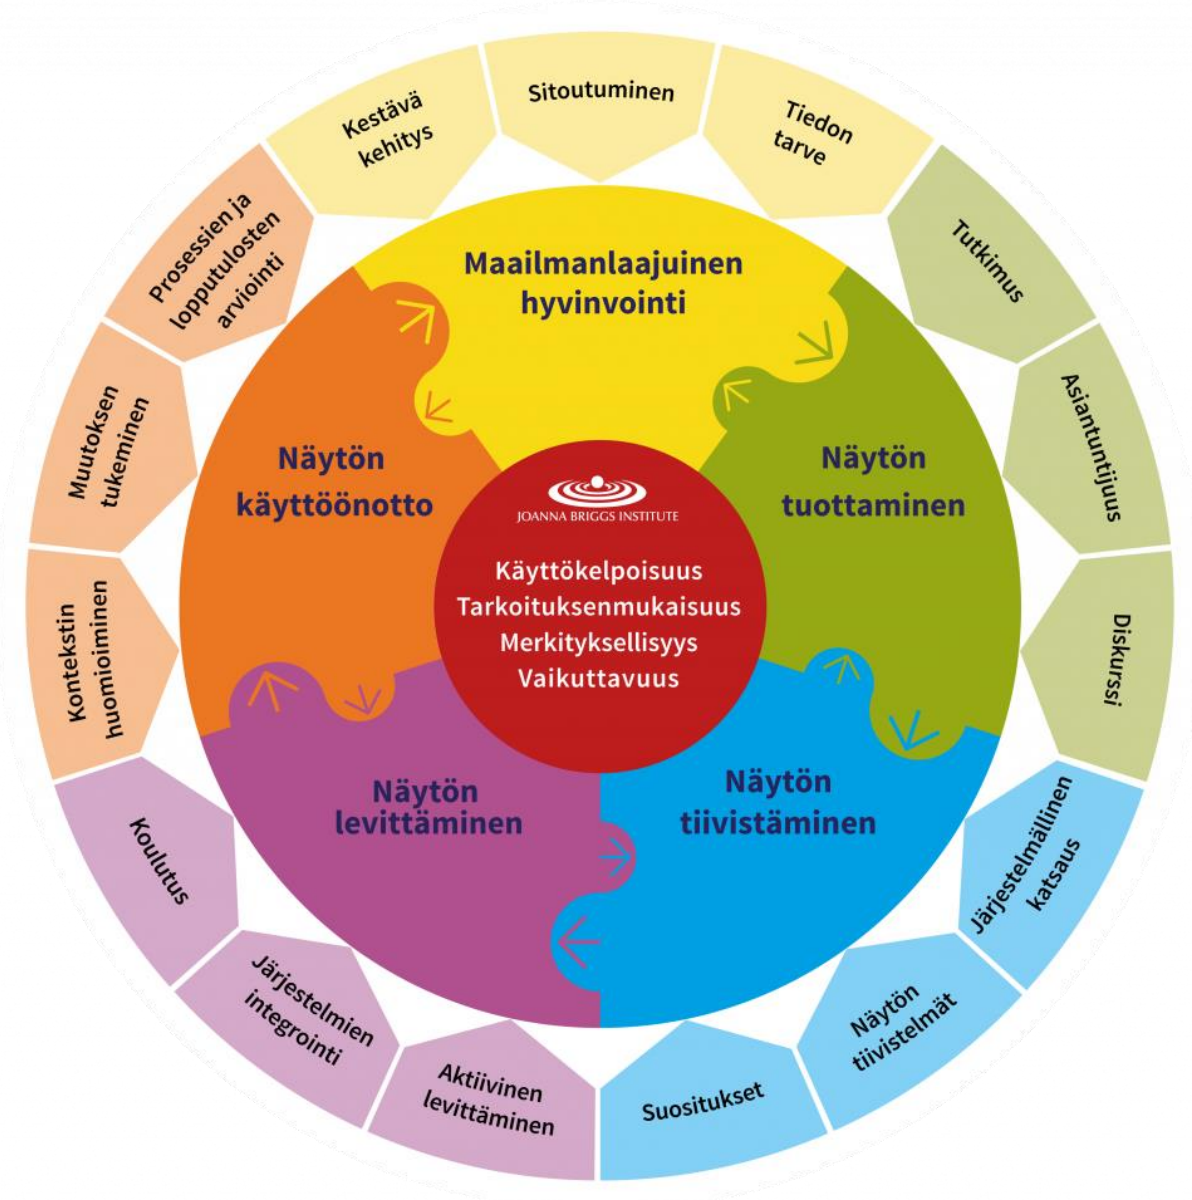 Sitoutuminen
Tiedon
tarve
Tutkimus
Asiantuntijuus
Diskurssi
Järjestelmällinen
katsaus
Näytön
tiivistelmät
Suositukset
Aktiivinen
levittäminen
Järjestelmien
integrointi
Koulutus
Kontekstin
huomioiminen
Muutoksen
tukeminen
Prosessien ja
lopputulosten
arviointi
Kestävä
kehitys
Maailmanlaajuinen
hyvinvointi
Näytön
tuottaminen
Näytön
tiivistäminen
Näytön
levittäminen
Näytön
käyttöönotto
JOANNA BRIGGS INSTITUTE
Käyttökelpoisuus
Tarkoituksenmukaisuus
Merkityksellisyys
Vaikuttavuus